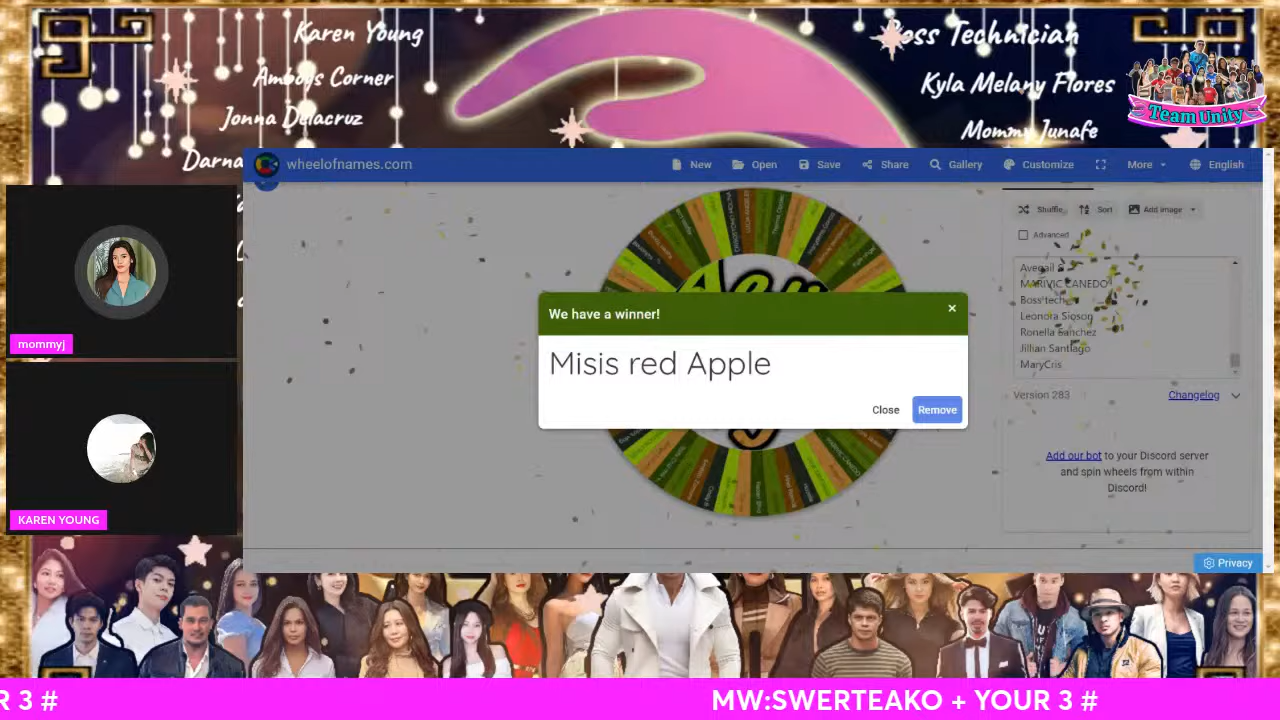 Karen Young
Amboys Corner
Jonna Delacruz
Darna
Boss Technician
Kyla Melany Flores
Mommy Junafe
Team Unity
wheelofnames.com
New
Open
Save
Share
Gallery
Customize
More
English
Shuffle
Sort
Add image
Advanced
Avegail
MARIVIC CANEDO
Boss tech
Leonora Sioson
Ronella Sanchez
Jillian Santiago
MaryCris
Version 283
Changelog
We have a winner!
×
Misis red Apple
Close
Remove
Add our bot to your Discord server
and spin wheels from within
Discord!
Privacy
mommyj
KAREN YOUNG
R 3 #
MW:SWERTEAKO + YOUR 3 #